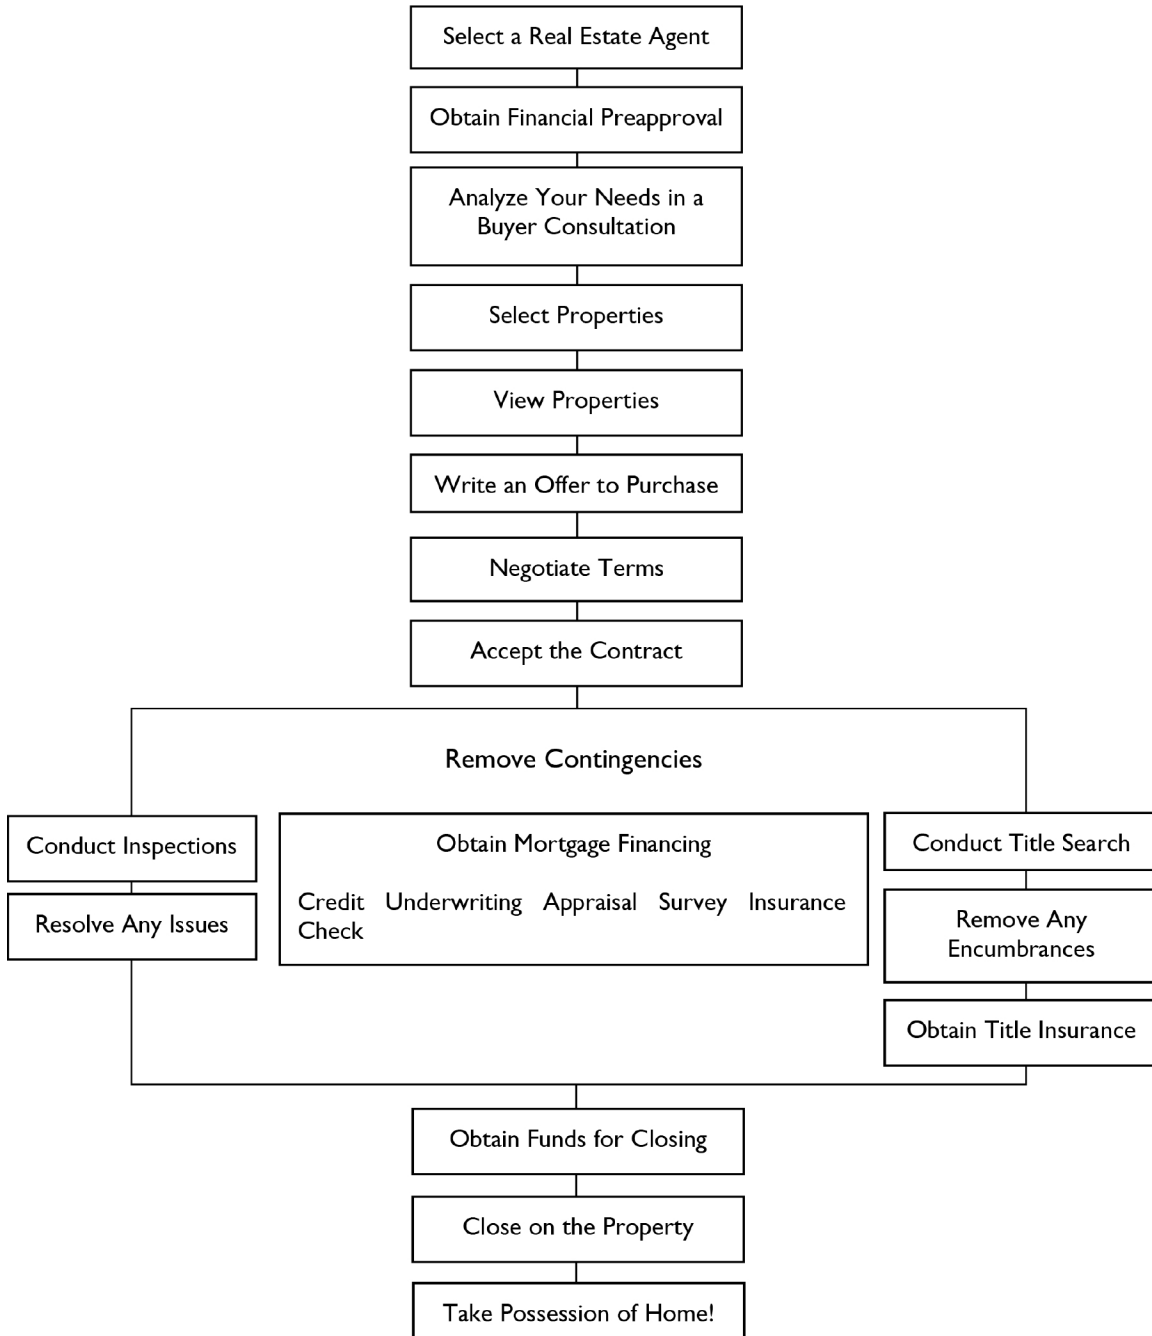 Select a Real Estate Agent
Obtain Financial Preapproval
Analyze Your Needs in a
Buyer Consultation
Select Properties
View Properties
Write an Offer to Purchase
Negotiate Terms
Accept the Contract
Remove Contingencies
Conduct Inspections
Resolve Any Issues
Obtain Mortgage Financing
Credit Underwriting Appraisal Survey Insurance
Check
Conduct Title Search
Remove Any
Encumbrances
Obtain Title Insurance
Obtain Funds for Closing
Close on the Property
Take Possession of Home!